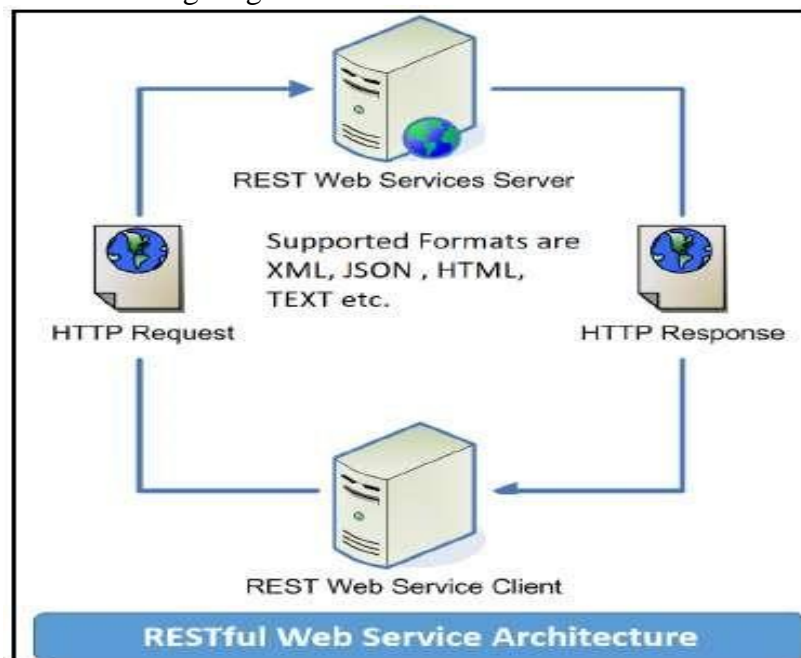 REST Web Services Server
Supported Formats are
XML, JSON , HTML,
TEXT etc.
HTTP Request
HTTP Response
REST Web Service Client
RESTful Web Service Architecture